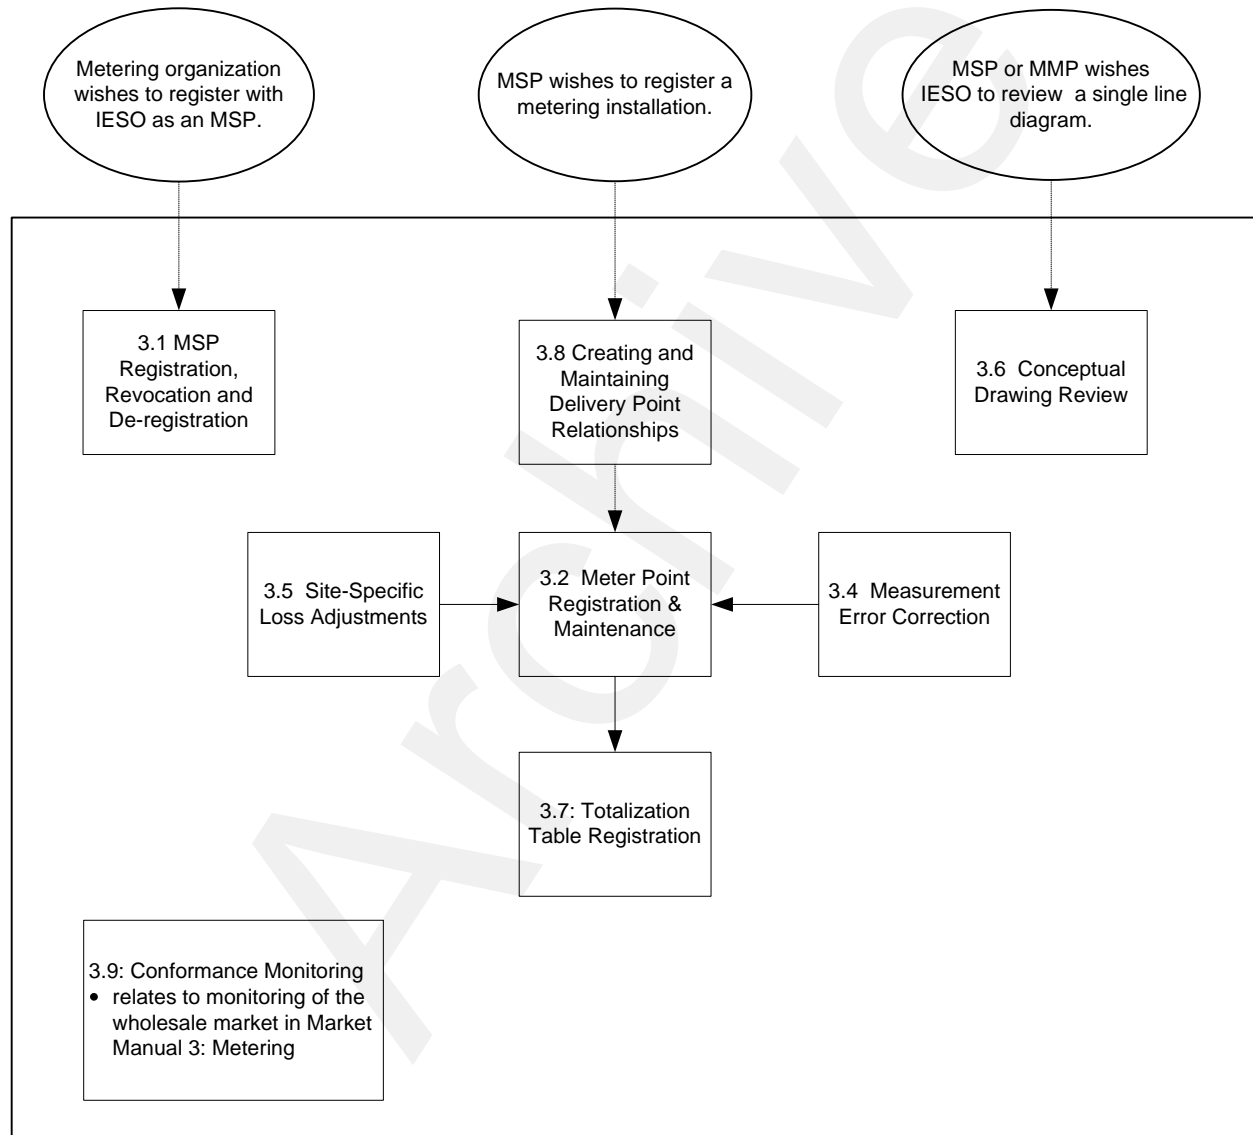 Metering organization
wishes to register with
IESO as an MSP.
MSP wishes to register a
metering installation.
MSP or MMP wishes
IESO to review a single line
diagram.
3.1 MSP
Registration,
Revocation and
De-registration
3.8 Creating and
Maintaining
Delivery Point
Relationships
3.6 Conceptual
Drawing Review
3.5 Site-Specific
Loss Adjustments
3.2 Meter Point
Registration &
Maintenance
3.4 Measurement
Error Correction
3.7: Totalization
Table Registration
3.9: Conformance Monitoring
• relates to monitoring of the
wholesale market in Market
Manual 3: Metering
Archive